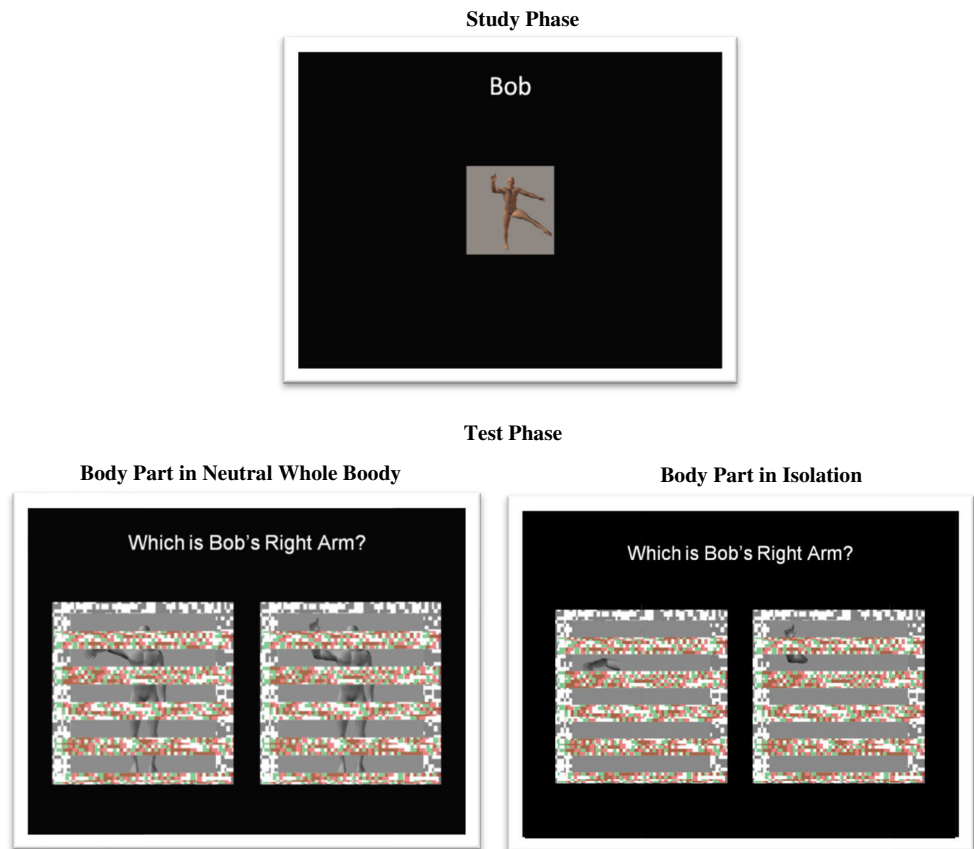 Study Phase
Bob
Test Phase
Body Part in Neutral Whole Boody
Body Part in Isolation
Which is Bob's Right Arm?
Which is Bob's Right Arm?